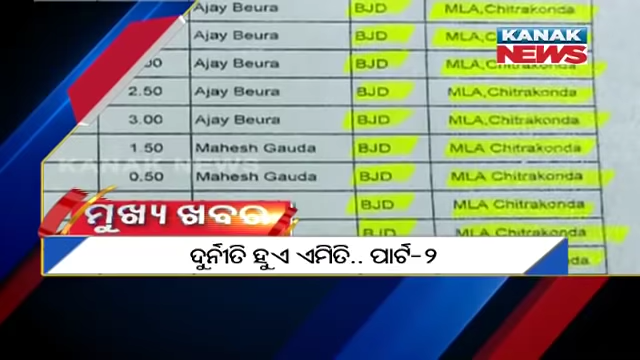 Ajay Beura BJD MLA,Chitrakonda
Ajay Beura BJD MLA,Chitrakonda
.00 Ajay Beura BJD MLA,Chitrakonda
2.50 Ajay Beura BJD MLA,Chitrakonda
3.00 Ajay Beura BJD MLA,Chitrakonda
1.50 Mahesh Gauda BJD MLA,Chitrakonda
0.50 Mahesh Gauda BJD MLA,Chitrakonda
BJD MLA,Chitrakonda
BJD MLA,Chitrakonda
KANAK
NEWS
KANAK NEWS
ମୁଖ୍ୟ ଖବର
ଦୁର୍ନୀତି ହୁଏ ଏମିତି.. ପାର୍ଟ-୨